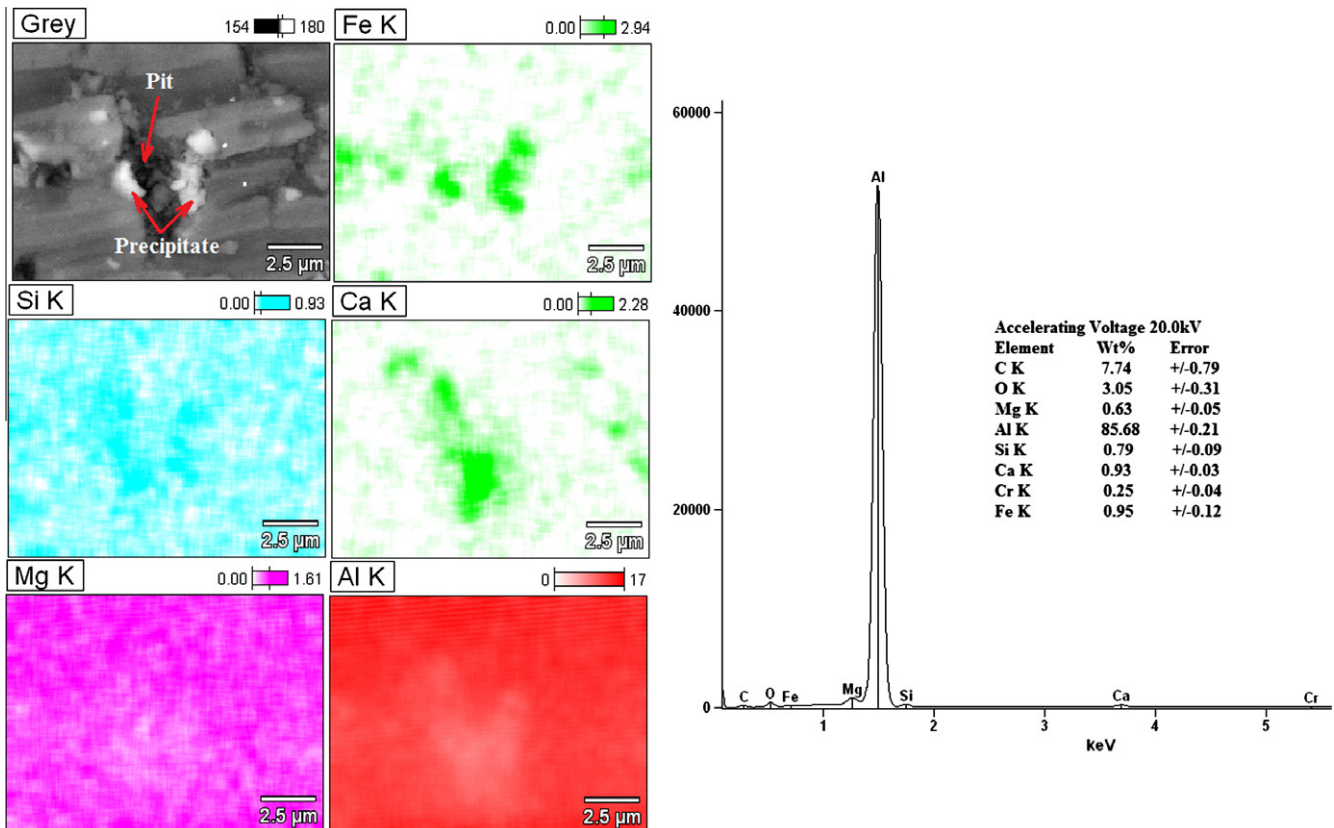 Grey
154 180
Pit
Precipitate
2.5 μm
Fe K
0.00 2.94
2.5 μm
Si K
0.00 0.93
2.5 μm
Ca K
0.00 2.28
2.5 μm
Mg K
0.00 1.61
2.5 μm
Al K
0 17
2.5 μm
60000
40000
20000
0
Al
C O Fe Mg Si Ca Cr
1 2 3 4 5
keV
Accelerating Voltage 20.0kV
Element Wt% Error
C K 7.74 +/-0.79
O K 3.05 +/-0.31
Mg K 0.63 +/-0.05
Al K 85.68 +/-0.21
Si K 0.79 +/-0.09
Ca K 0.93 +/-0.03
Cr K 0.25 +/-0.04
Fe K 0.95 +/-0.12